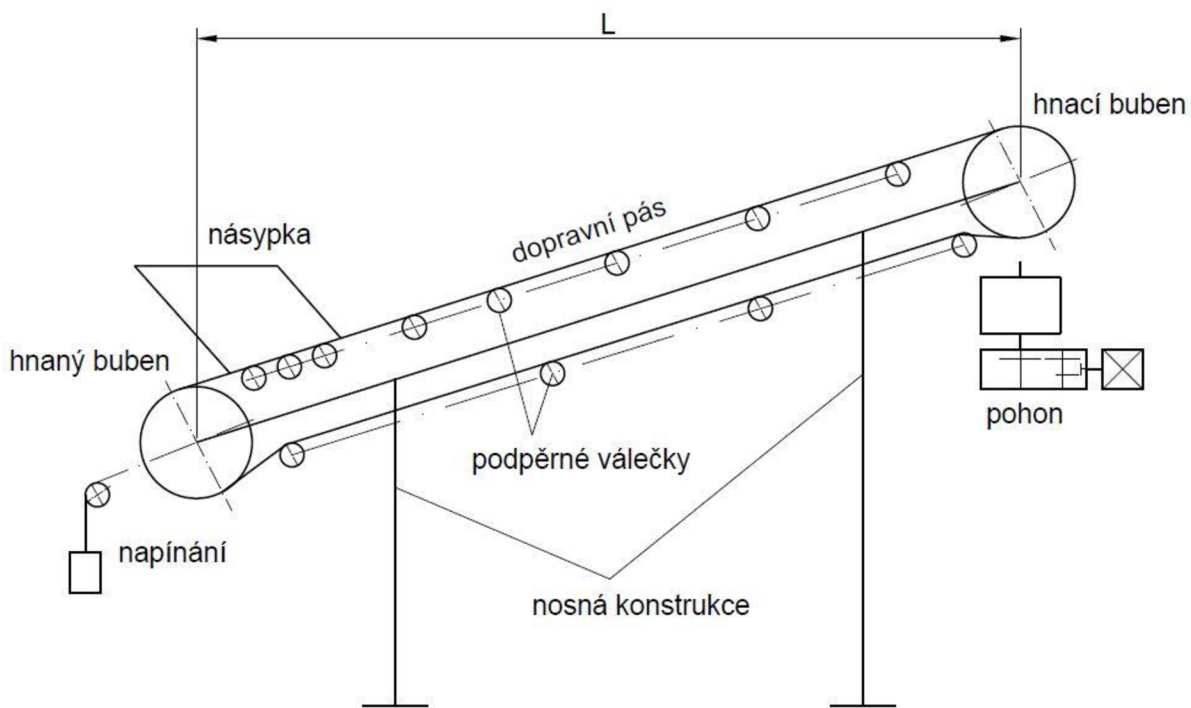 L
hnací buben
dopravní pás
násypka
hnaný buben
pohon
podpěrné válečky
napínání
nosná konstrukce